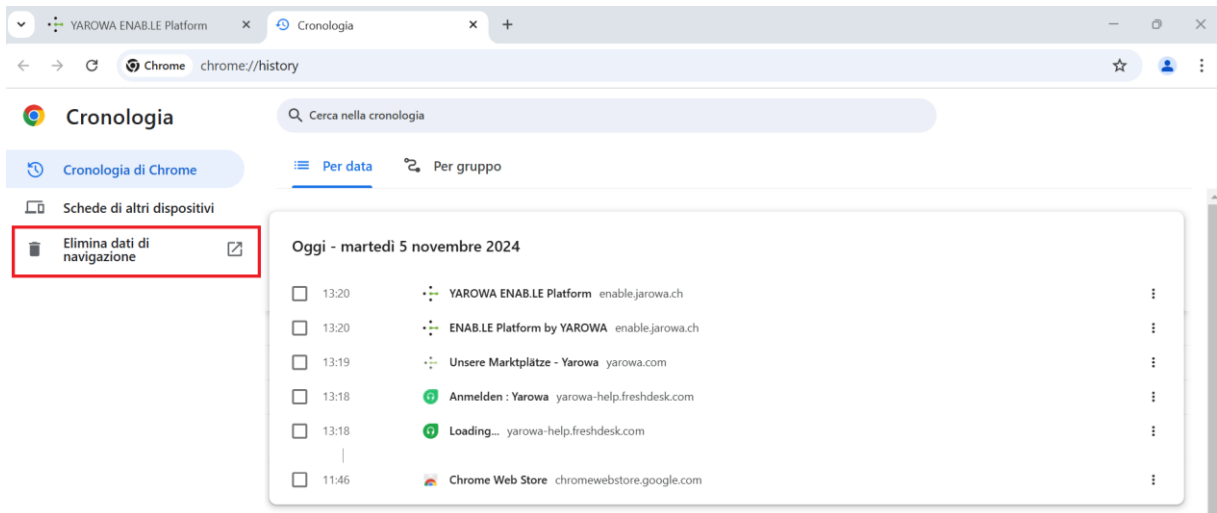 YAROWA ENAB.LE Platform
Cronologia
Chrome chrome://history
Cronologia
Cerca nella cronologia
Cronologia di Chrome
Per data
Per gruppo
Schede di altri dispositivi
Elimina dati di
navigazione
Oggi - martedì 5 novembre 2024
13:20 YAROWA ENAB.LE Platform enable.jarowa.ch
13:20 ENAB.LE Platform by YAROWA enable.jarowa.ch
13:19 Unsere Marktplätze - Yarowa yarowa.com
13:18 Anmelden : Yarowa yarowa-help.freshdesk.com
13:18 Loading... yarowa-help.freshdesk.com
11:46 Chrome Web Store chromewebstore.google.com